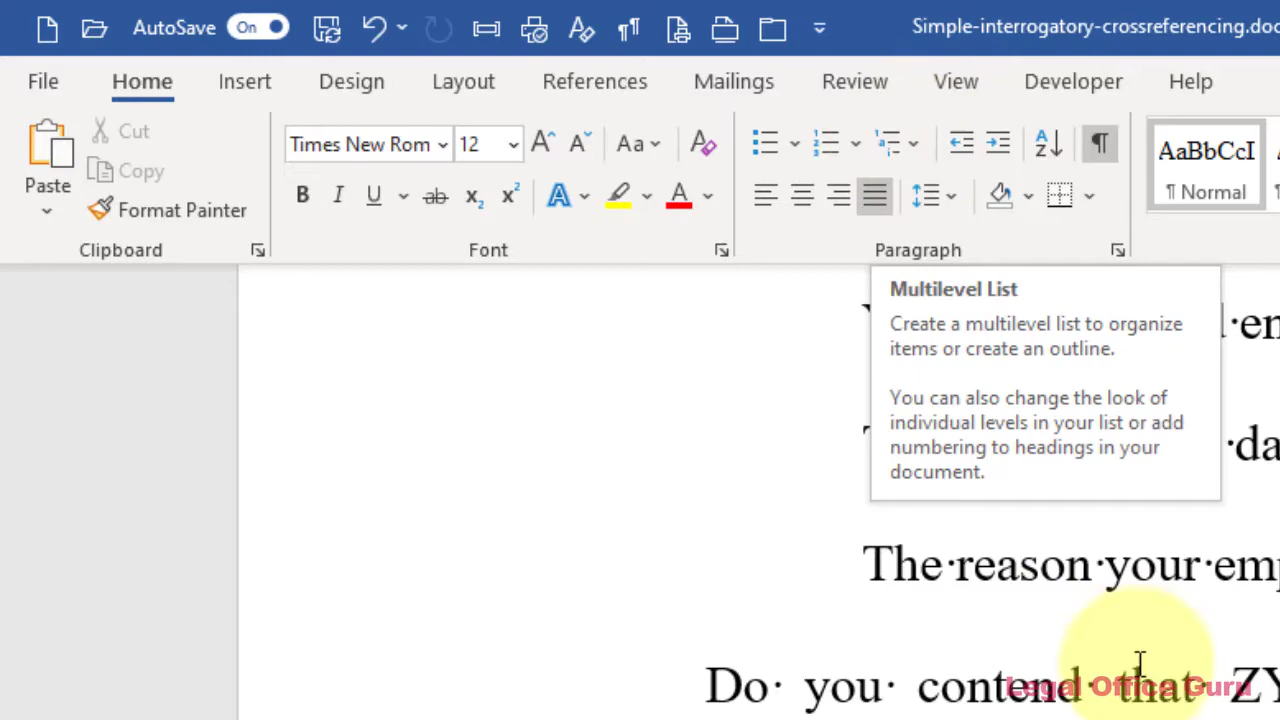 AutoSave On Simple-interrogatory-crossreferencing.doc
File Home Insert Design Layout References Mailings Review View Developer Help
Paste
Cut
Copy
Format Painter
Clipboard
Times New Rom 12
Font
Paragraph
AaBbCcI
¶ Normal
Multilevel List
Create a multilevel list to organize
items or create an outline.
You can also change the look of
individual levels in your list or add
numbering to headings in your
document.
The·reason·your·emp
Do· you· contend· that· ZY
Legal Office Guru